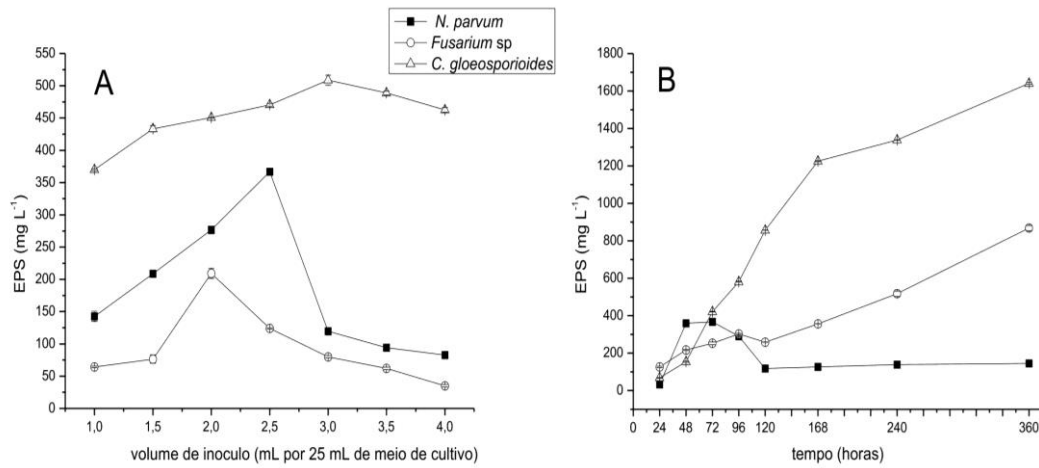 N. parvum
Fusarium sp
C. gloeosporioides
A
EPS (mg L⁻¹)
550
500
450
400
350
300
250
200
150
100
50
0
1,0 1,5 2,0 2,5 3,0 3,5 4,0
volume de inoculo (mL por 25 mL de meio de cultivo)
B
EPS (mg L⁻¹)
1800
1600
1400
1200
1000
800
600
400
200
0
0 24 48 72 96 120 168 240 360
tempo (horas)